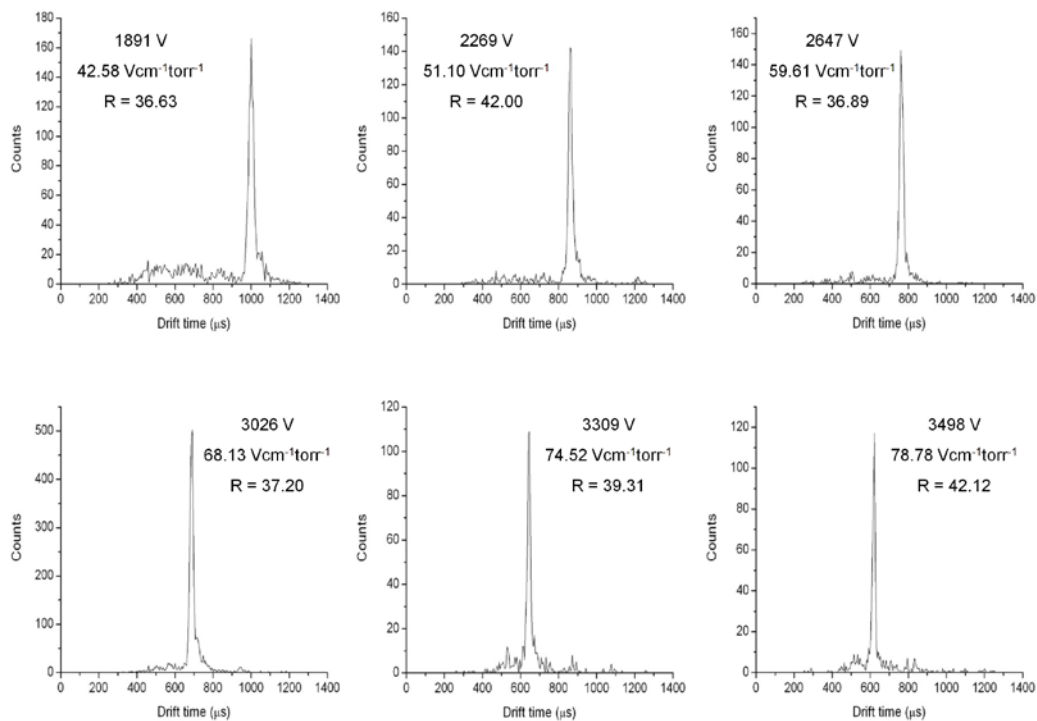 1891 V
42.58 Vcm⁻¹torr⁻¹
R = 36.63
Counts
180
160
140
120
100
80
60
40
20
0
0 200 400 600 800 1000 1200 1400
Drift time (μs)
2269 V
51.10 Vcm⁻¹torr⁻¹
R = 42.00
Counts
160
140
120
100
80
60
40
20
0
0 200 400 600 800 1000 1200 1400
Drift time (μs)
2647 V
59.61 Vcm⁻¹torr⁻¹
R = 36.89
Counts
170
160
140
120
100
80
60
40
20
0
0 200 400 600 800 1000 1200 1400
Drift time (μs)
3026 V
68.13 Vcm⁻¹torr⁻¹
R = 37.20
Counts
500
400
300
200
100
0
0 200 400 600 800 1000 1200 1400
Drift time (μs)
3309 V
74.52 Vcm⁻¹torr⁻¹
R = 39.31
Counts
120
100
80
60
40
20
0
0 200 400 600 800 1000 1200 1400
Drift time (μs)
3498 V
78.78 Vcm⁻¹torr⁻¹
R = 42.12
Counts
120
100
80
60
40
20
0
0 200 400 600 800 1000 1200 1400
Drift time (μs)